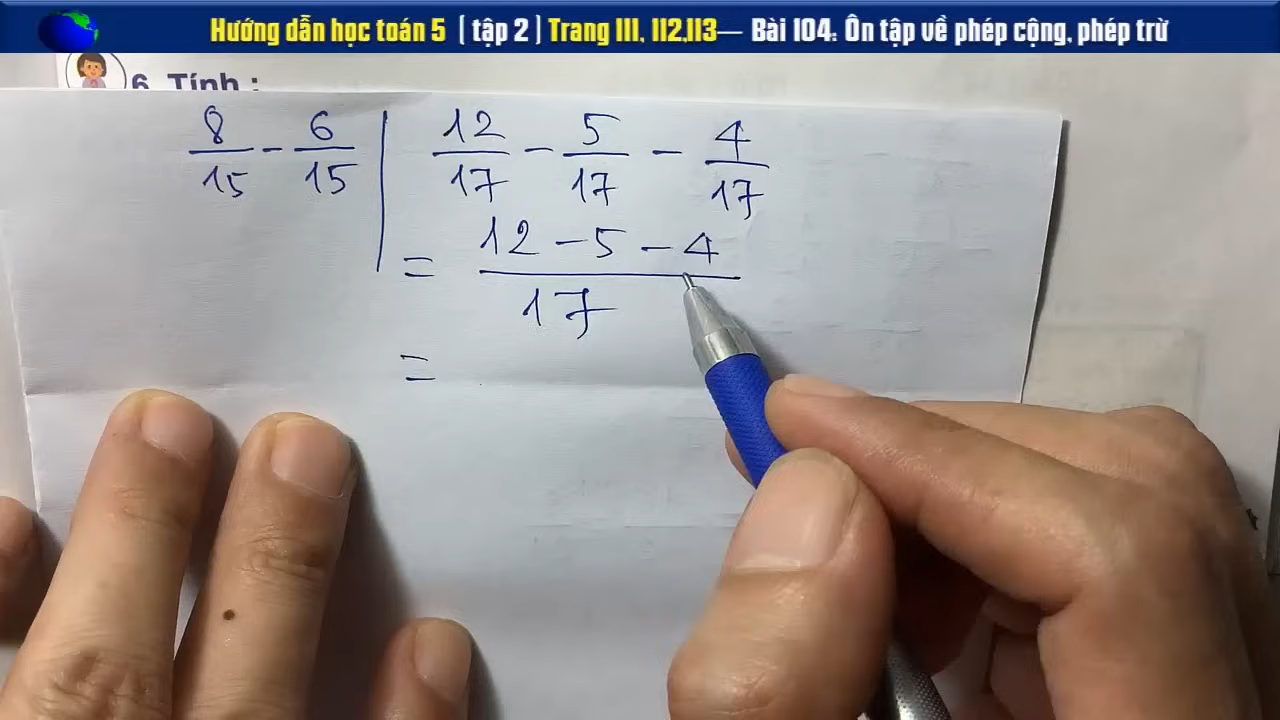 Hướng dẫn học toán 5 ( tập 2 ) Trang 111, 112,113— Bài 104: Ôn tập về phép cộng, phép trừ
6. Tính :
8/15 - 6/15 | 12/17 - 5/17 - 4/17
= 12 - 5 - 4 / 17
=